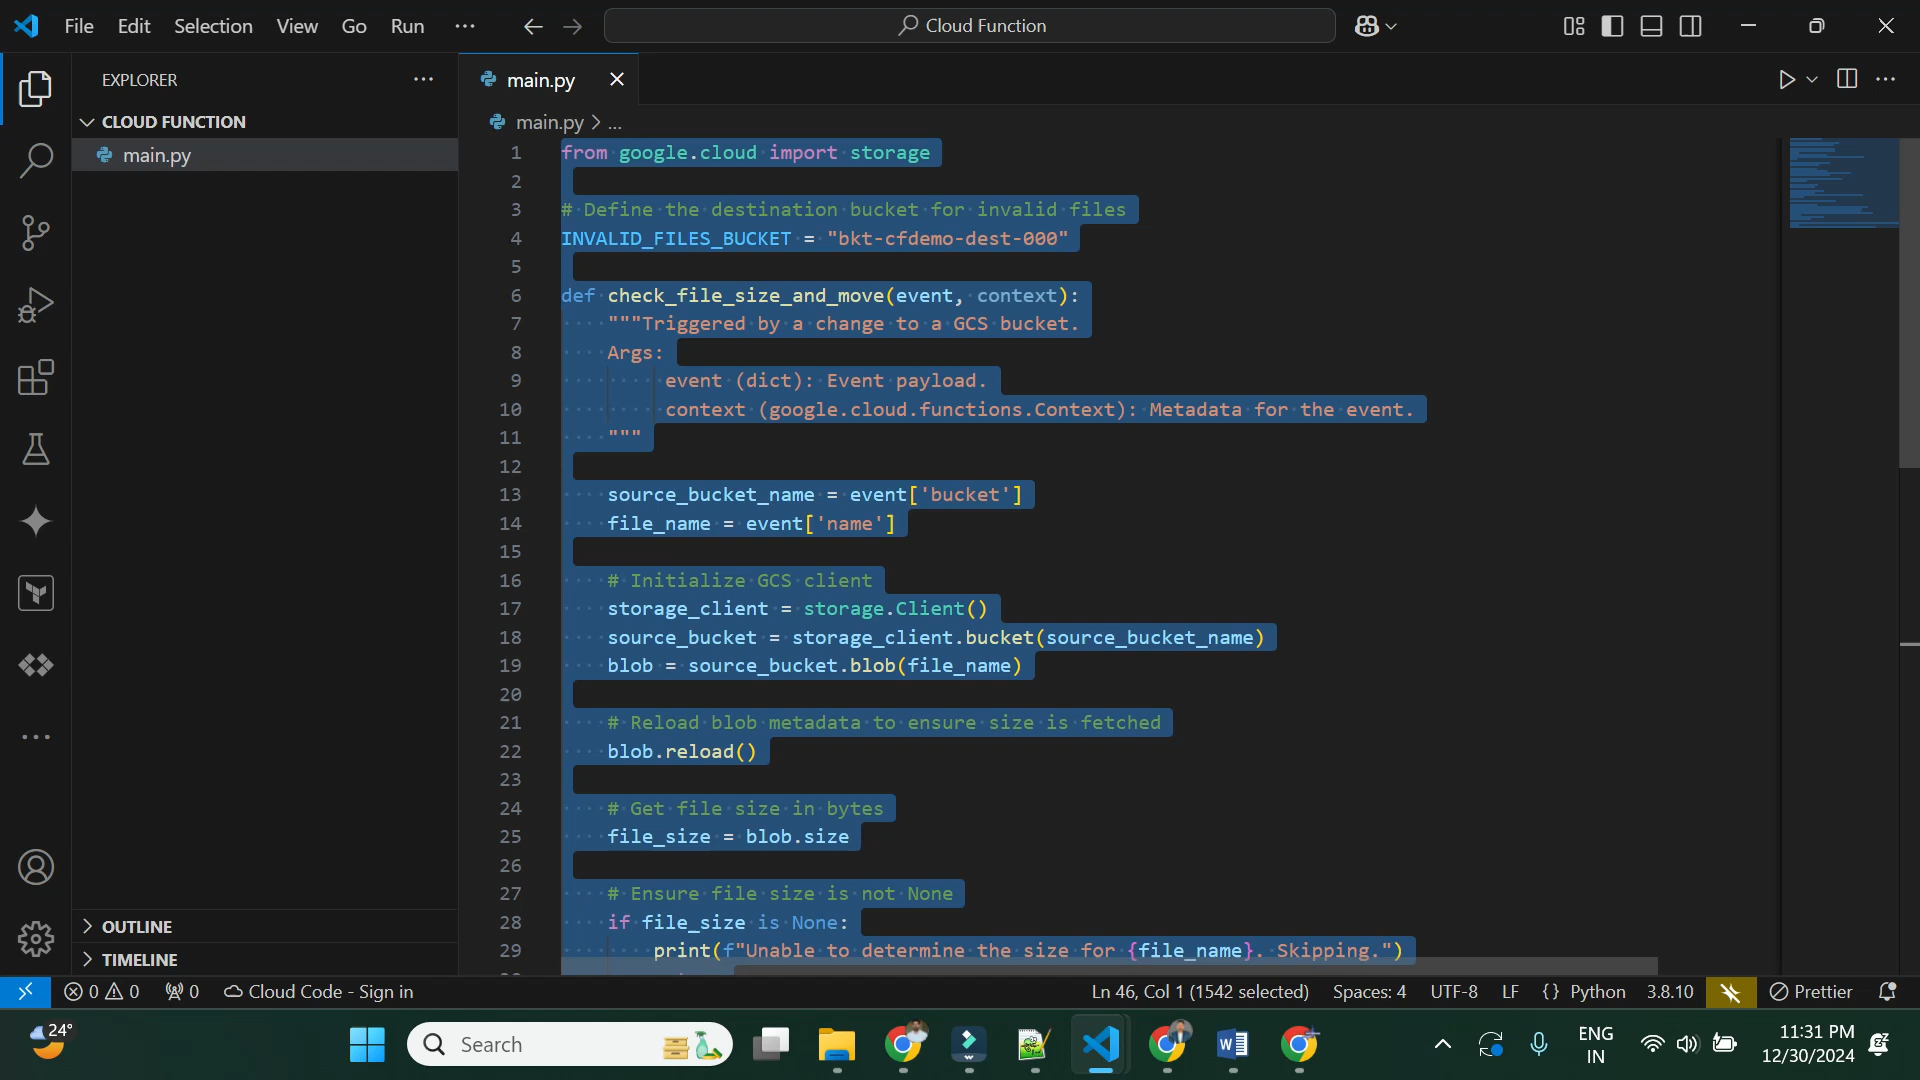 File Edit Selection View Go Run ··· Cloud Function
EXPLORER
CLOUD FUNCTION
main.py
OUTLINE
TIMELINE
main.py
main.py > ...
1 from google.cloud import storage
2
3 # Define the destination bucket for invalid files
4 INVALID_FILES_BUCKET = "bkt-cfdemo-dest-000"
5
6 def check_file_size_and_move(event, context):
7     """Triggered by a change to a GCS bucket.
8     Args:
9         event (dict): Event payload.
10         context (google.cloud.functions.Context): Metadata for the event.
11     """
12
13     source_bucket_name = event['bucket']
14     file_name = event['name']
15
16     # Initialize GCS client
17     storage_client = storage.Client()
18     source_bucket = storage_client.bucket(source_bucket_name)
19     blob = source_bucket.blob(file_name)
20
21     # Reload blob metadata to ensure size is fetched
22     blob.reload()
23
24     # Get file size in bytes
25     file_size = blob.size
26
27     # Ensure file size is not None
28     if file_size is None:
29         print(f"Unable to determine the size for {file_name}. Skipping.")
0 0 0 Cloud Code - Sign in Ln 46, Col 1 (1542 selected) Spaces: 4 UTF-8 LF {} Python 3.8.10 Prettier
24° Search ENG 11:31 PM
IN 12/30/2024